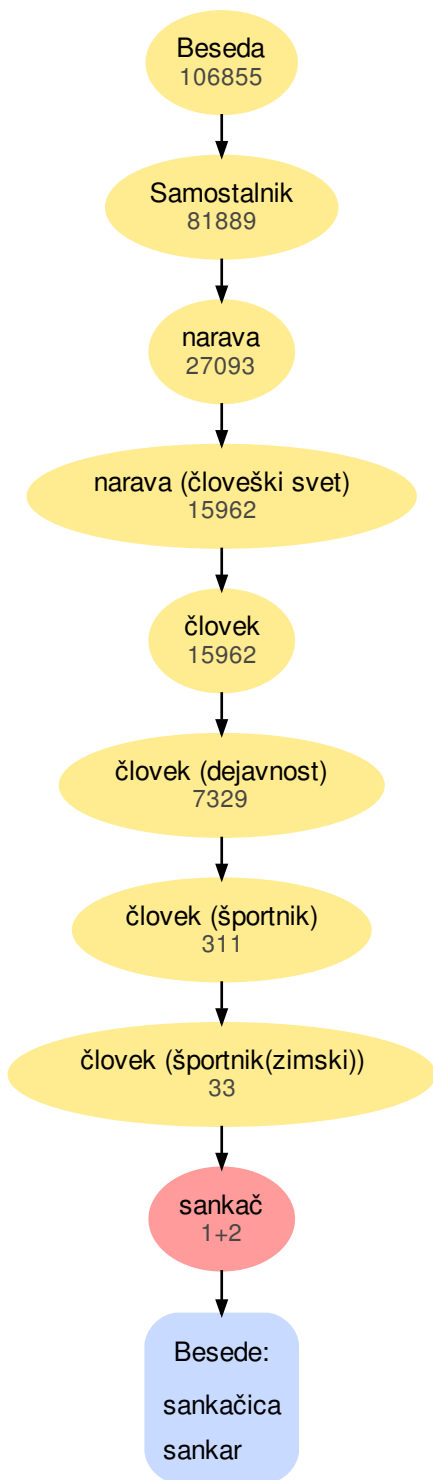 Beseda
106855
Samostalnik
81889
narava
27093
narava (človeški svet)
15962
človek
15962
človek (dejavnost)
7329
človek (športnik)
311
človek (športnik(zimski))
33
sankač
1+2
Besede:
sankačica
sankar